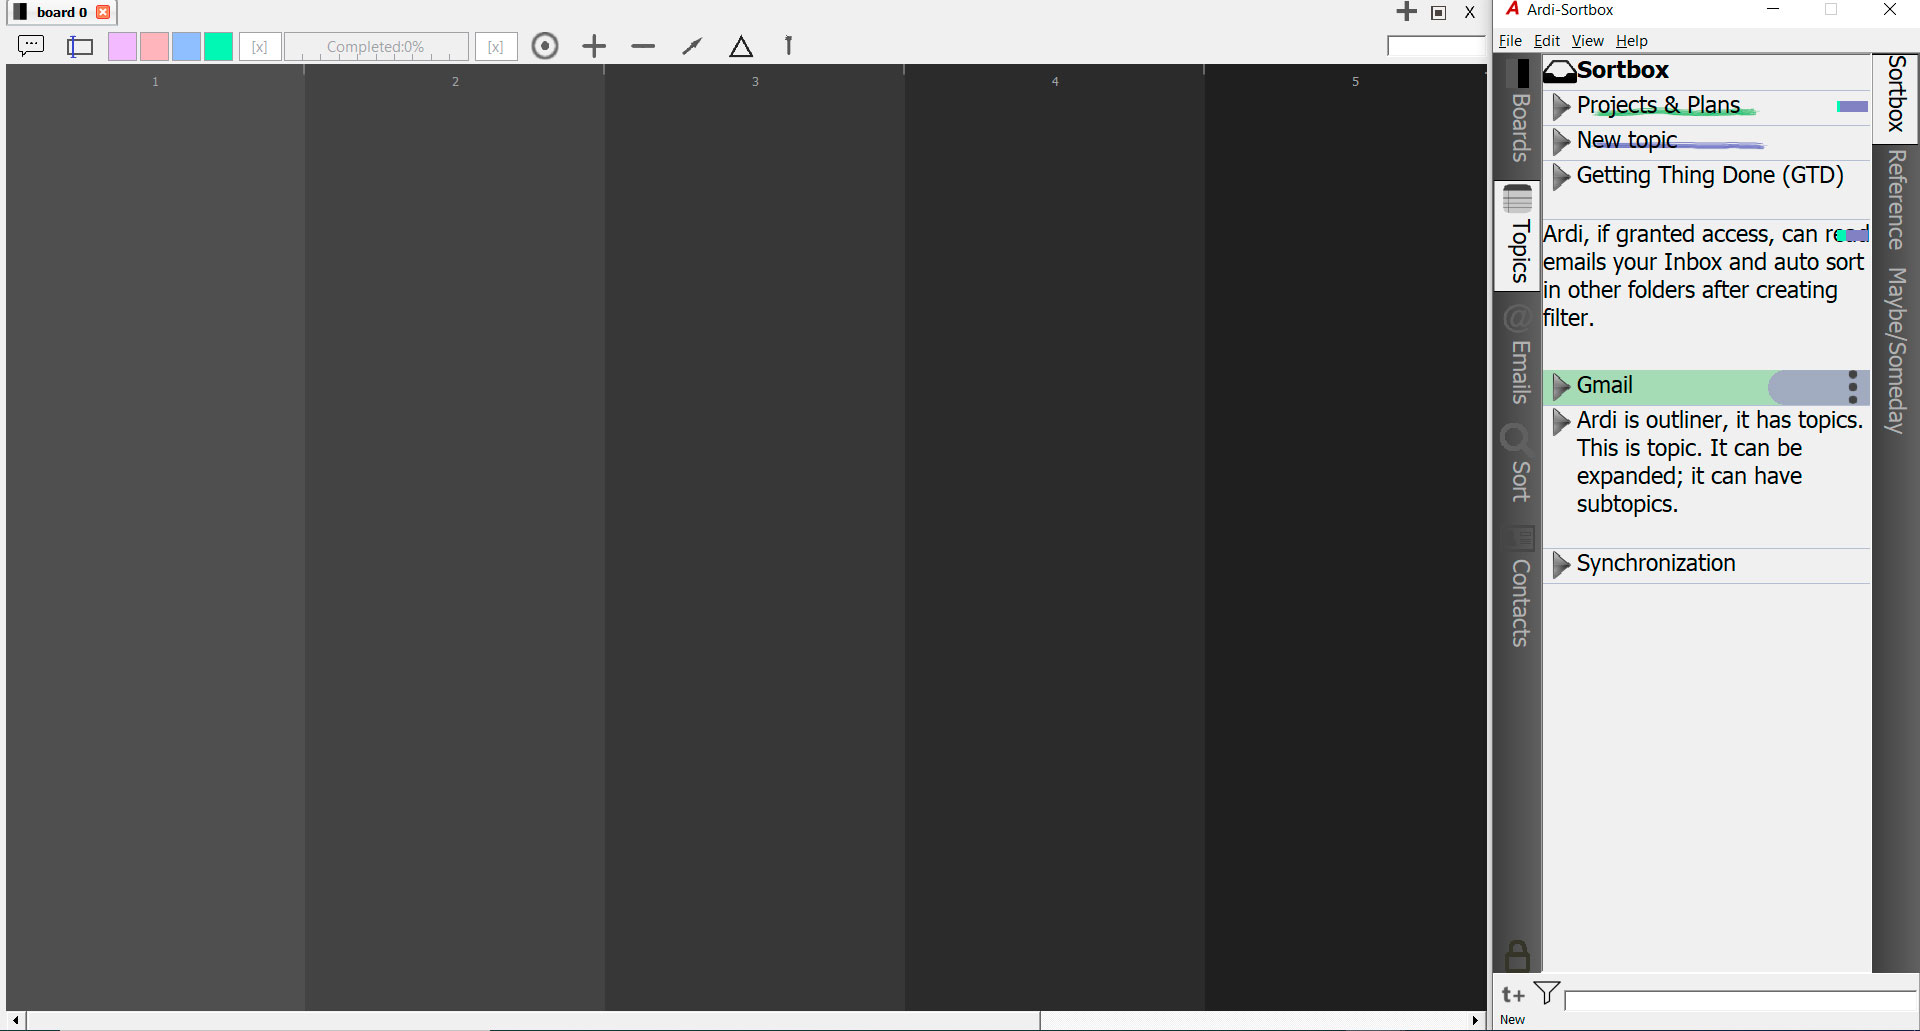 board 0
X
[x]
Completed:0%
[x]
1
2
3
4
5
Ardi-Sortbox
File Edit View Help
Sortbox
Projects & Plans
New topic
Getting Thing Done (GTD)
Ardi, if granted access, can read
emails your Inbox and auto sort
in other folders after creating
filter.
Gmail
Ardi is outliner, it has topics.
This is topic. It can be
expanded; it can have
subtopics.
Synchronization
Boards
Topics
@ Emails
Sort
Contacts
Sortbox
Reference
Maybe/Someday
t+
New